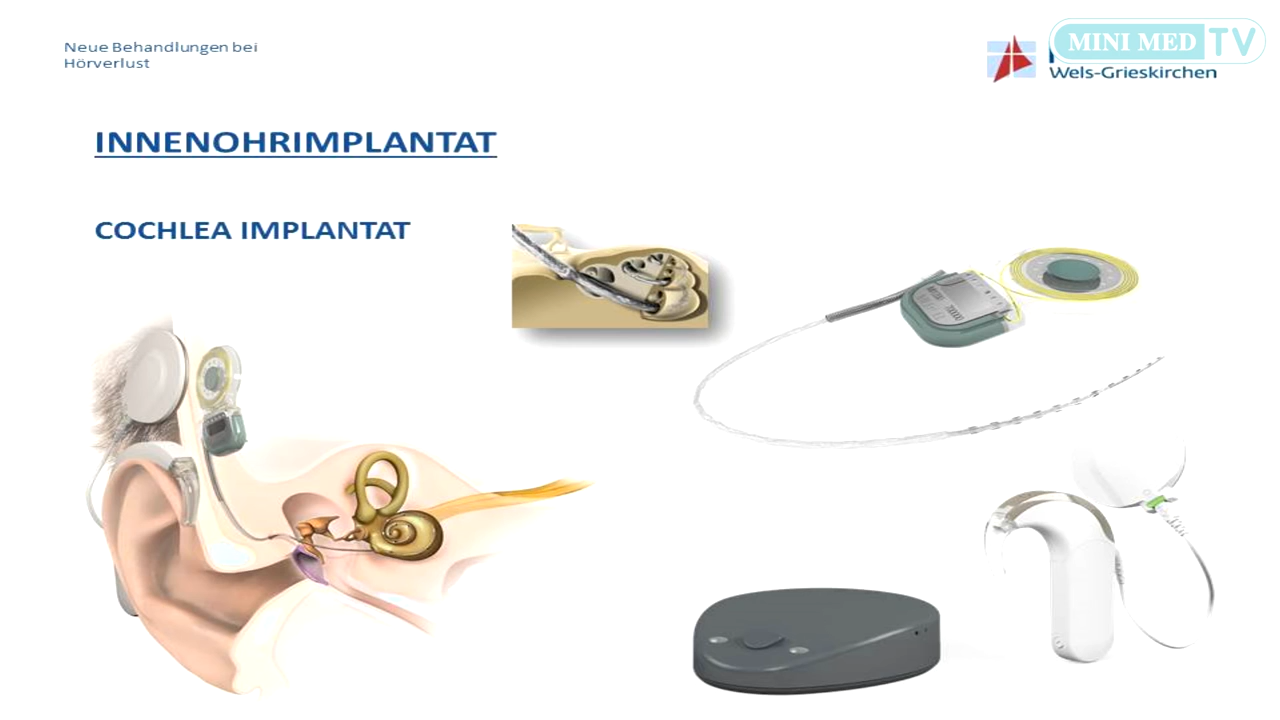 Neue Behandlungen bei
Hörverlust
MINI MED TV
Wels-Grieskirchen
INNENOHRIMPLANTAT
COCHLEA IMPLANTAT